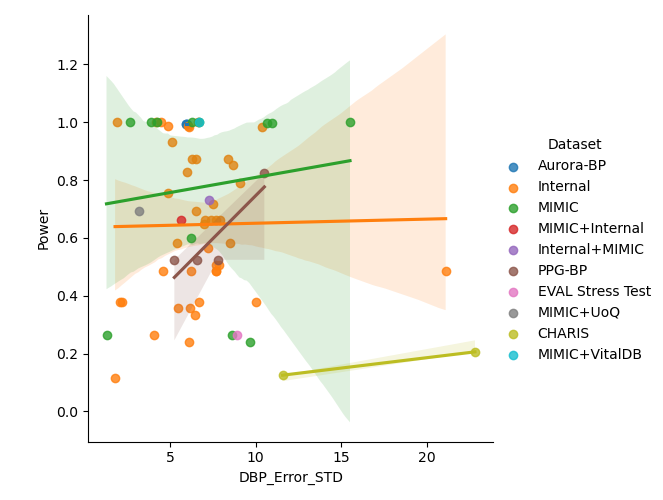 1.2
1.0
0.8
0.6
0.4
0.2
0.0
Power
5
10
15
20
DBP_Error_STD
Dataset
Aurora-BP
Internal
MIMIC
MIMIC+Internal
Internal+MIMIC
PPG-BP
EVAL Stress Test
MIMIC+UoQ
CHARIS
MIMIC+VitalDB